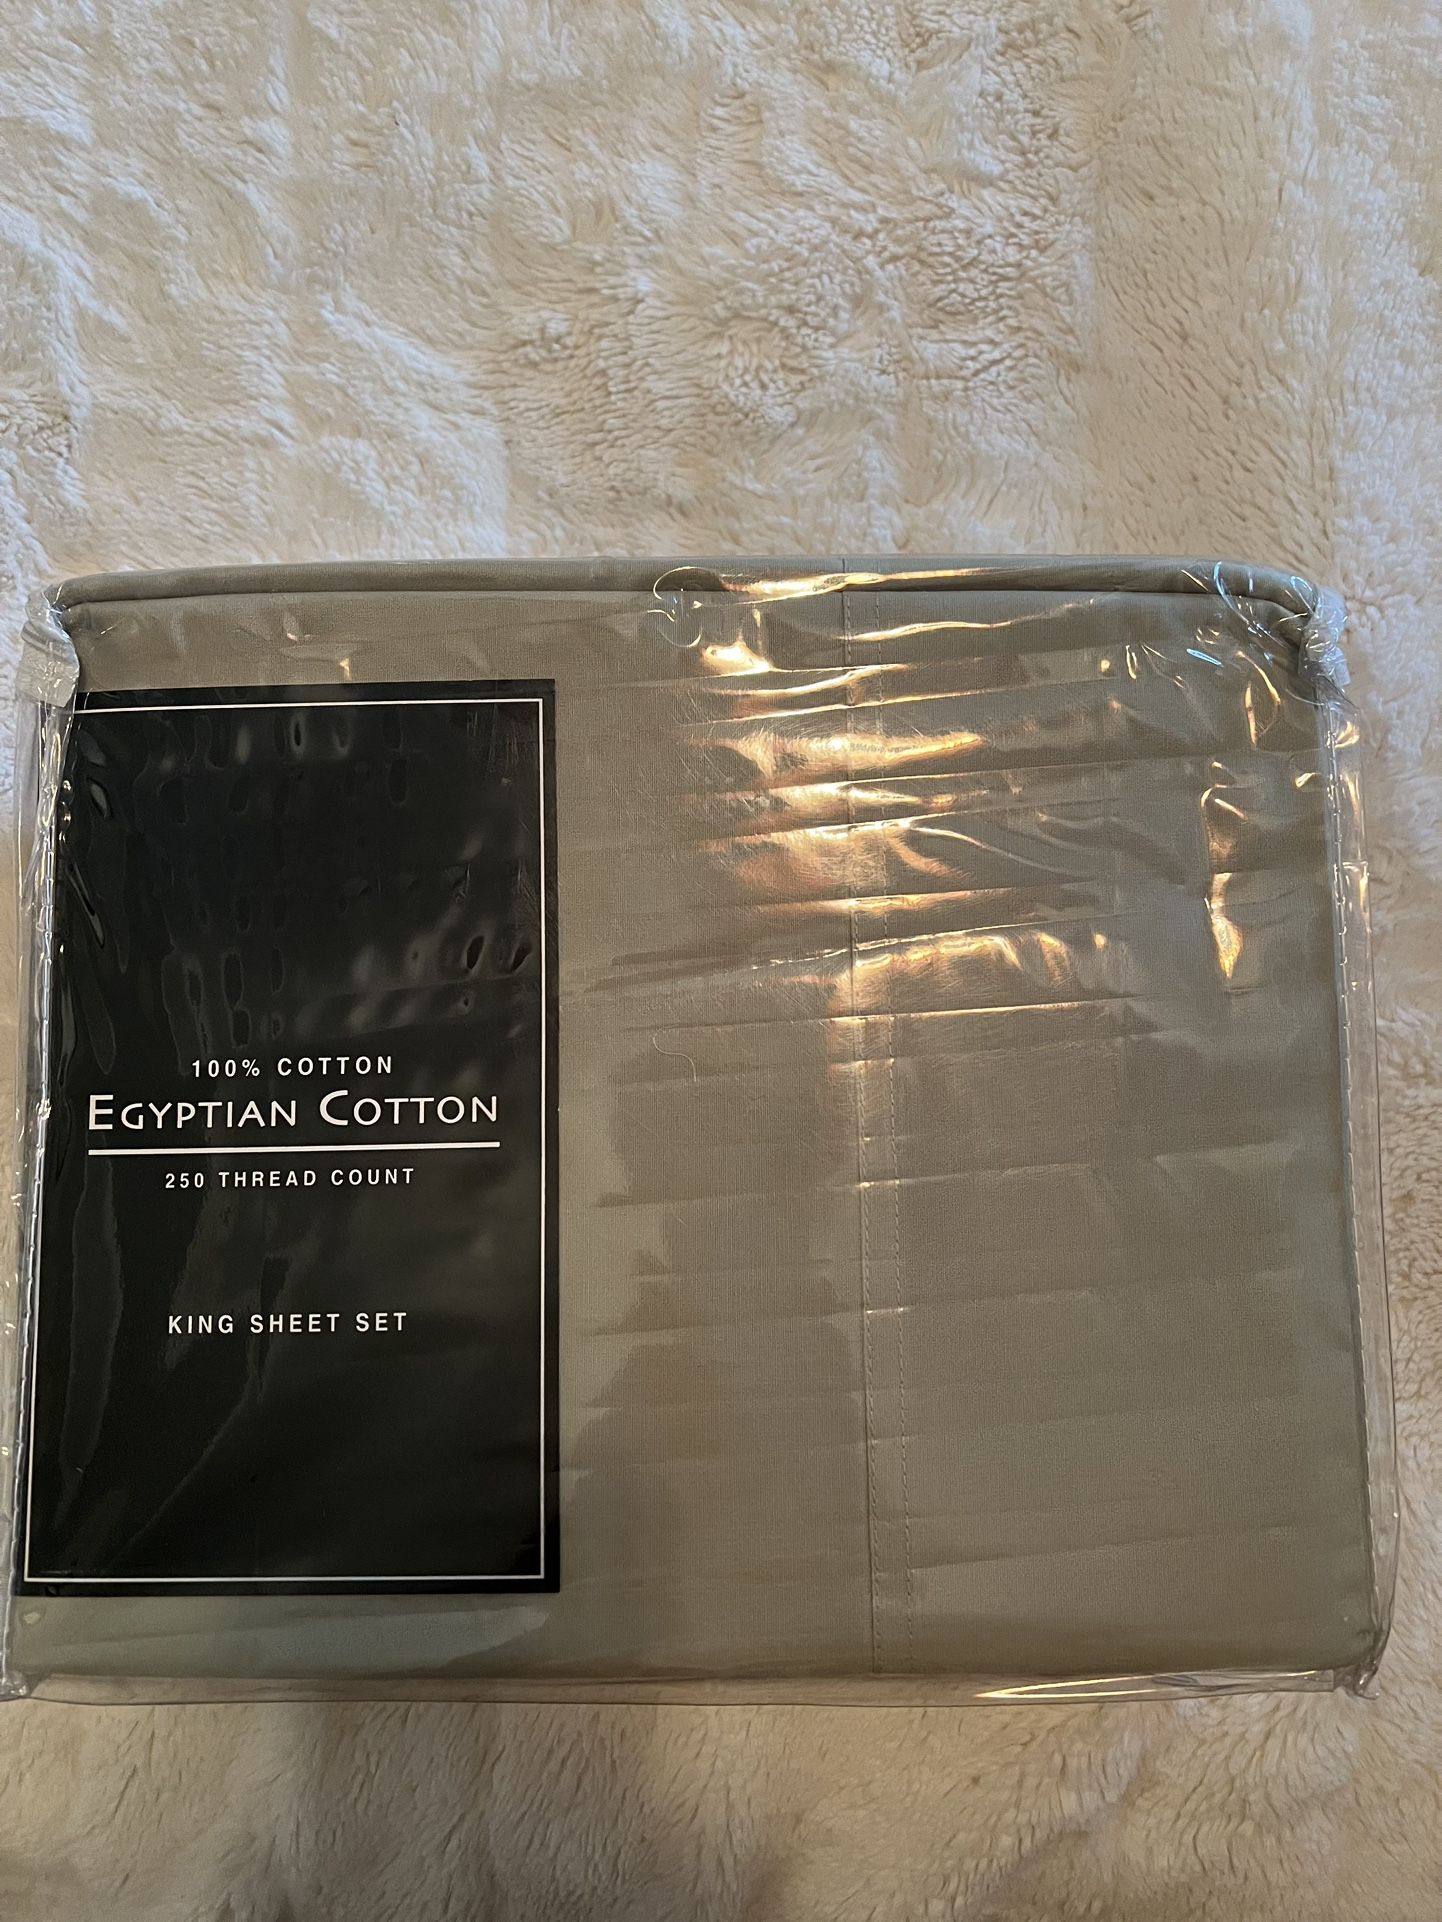 100% COTTON
EGYPTIAN COTTON
250 THREAD COUNT
KING SHEET SET